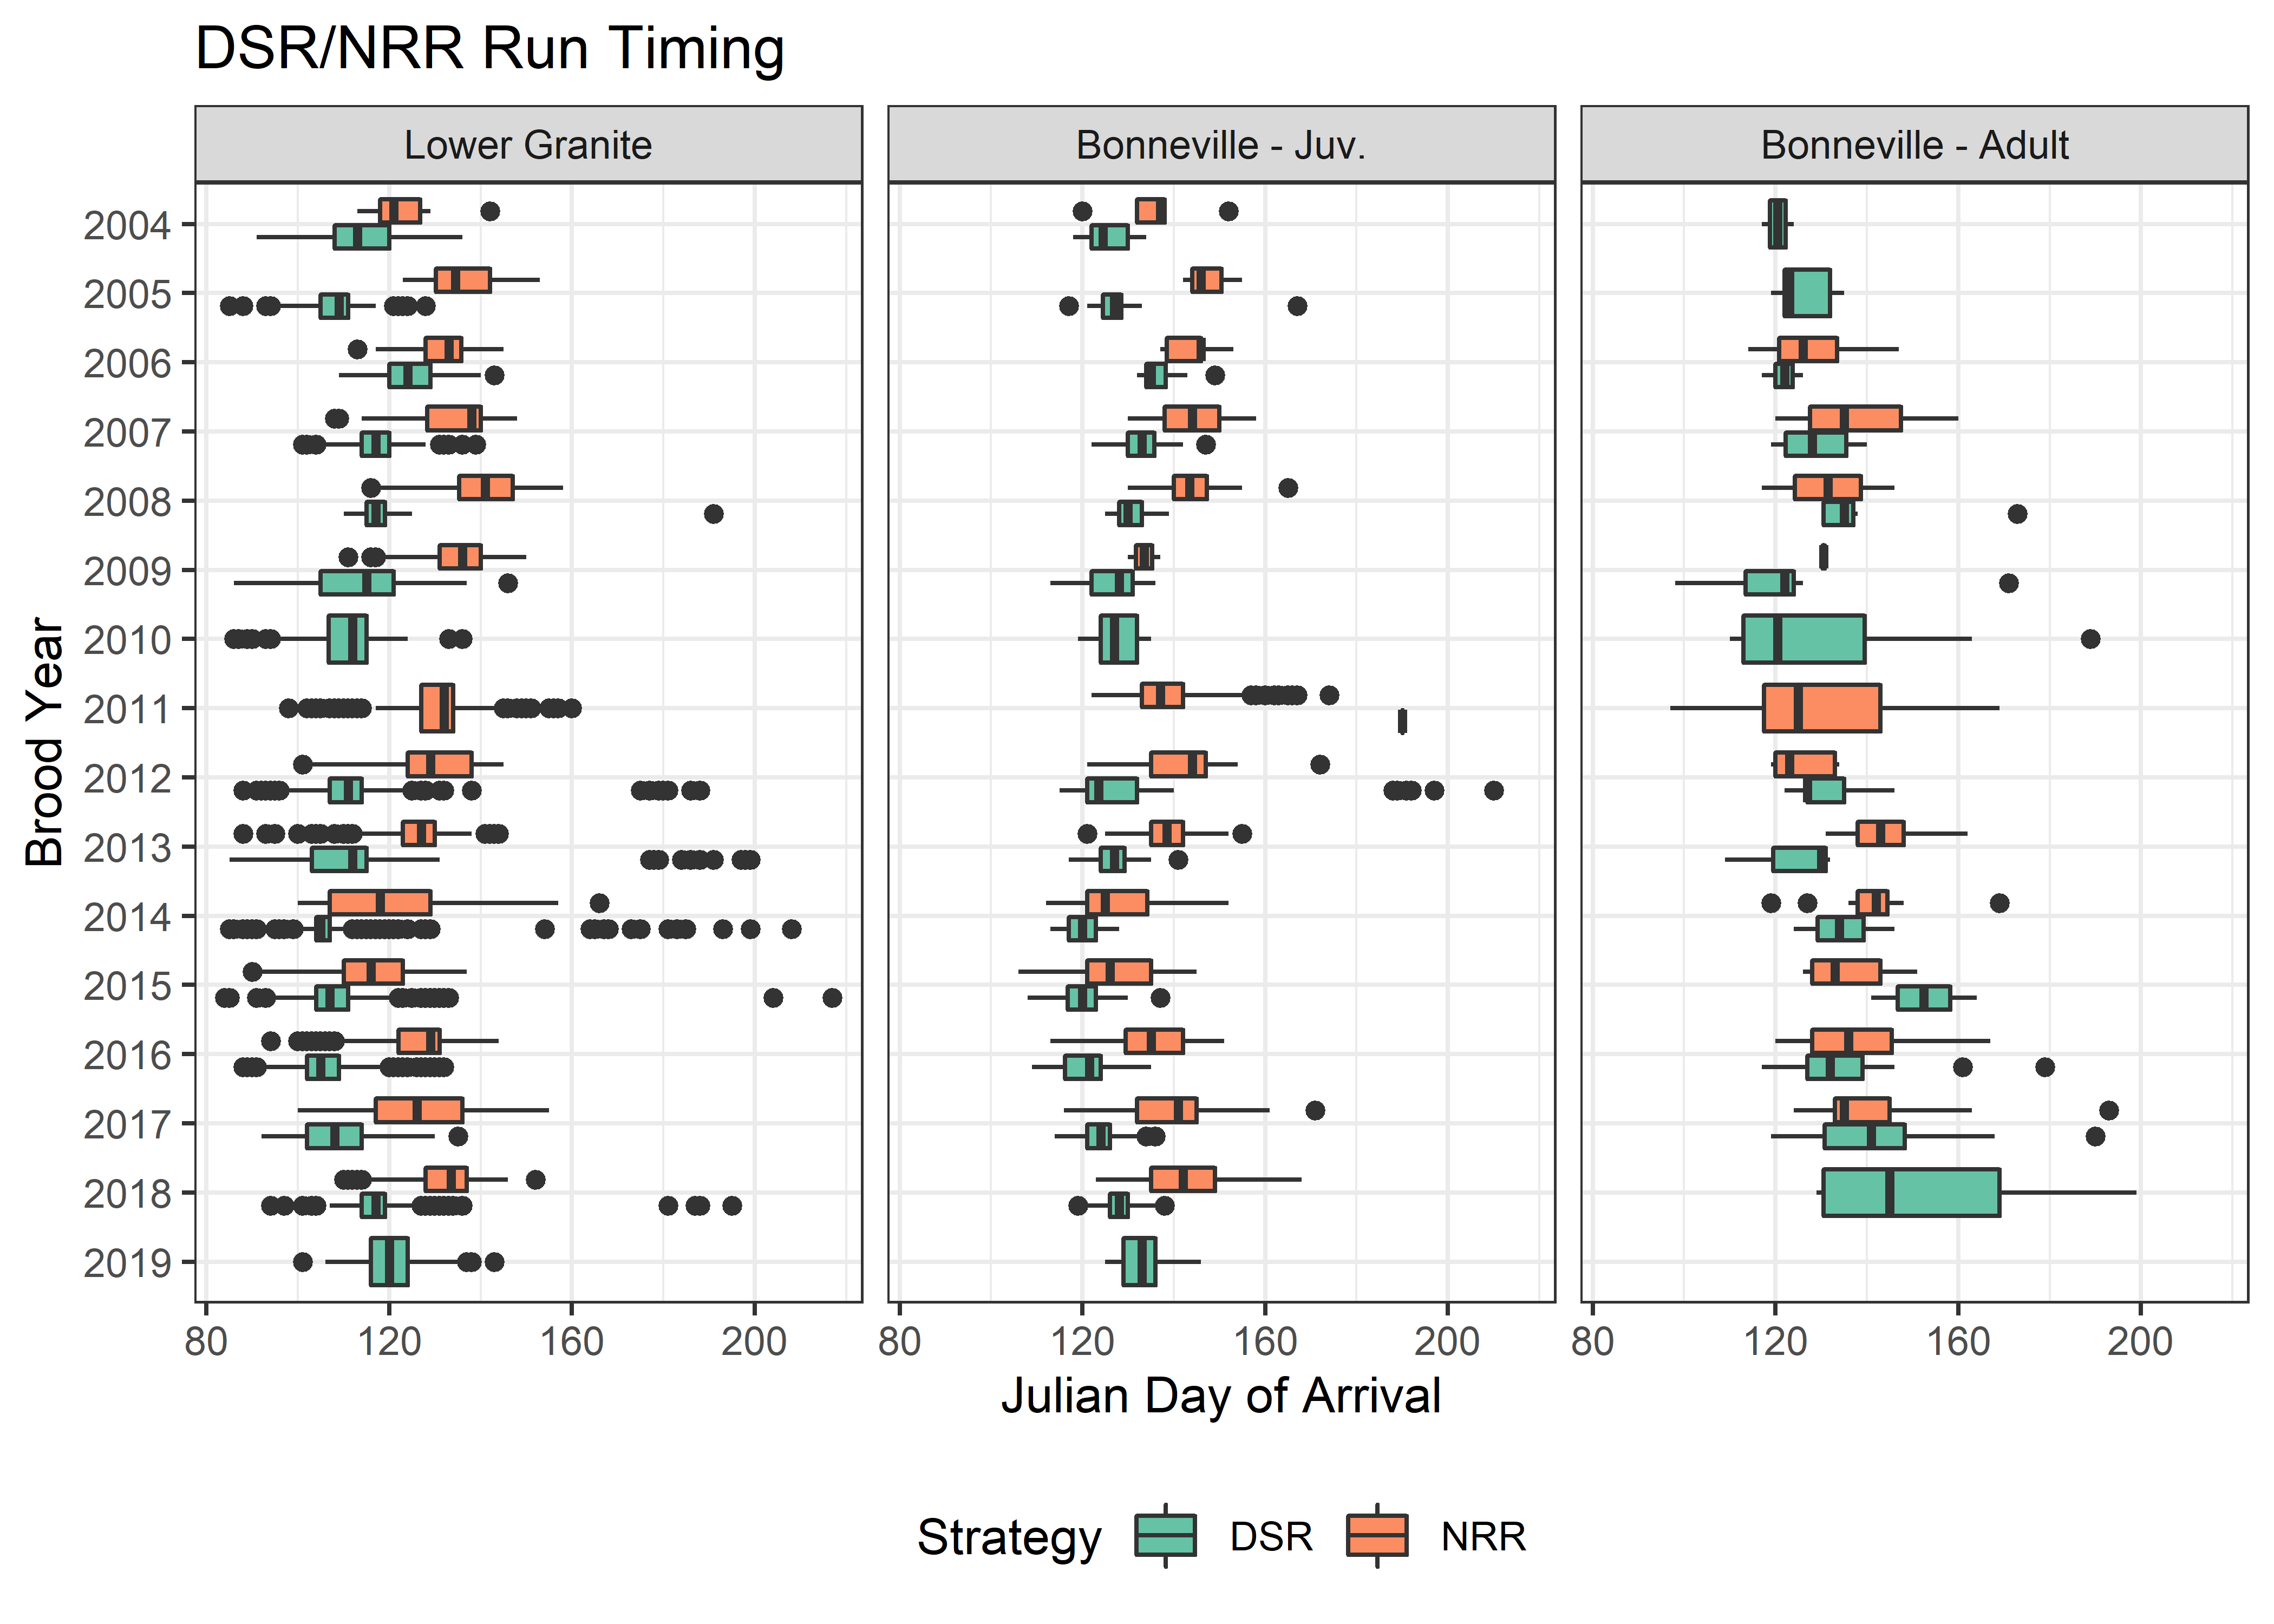 DSR/NRR Run Timing
Lower Granite
Bonneville - Juv.
Bonneville - Adult
Brood Year
2004
2005
2006
2007
2008
2009
2010
2011
2012
2013
2014
2015
2016
2017
2018
2019
80 120 160 200
80 120 160 200
80 120 160 200
Julian Day of Arrival
Strategy DSR NRR